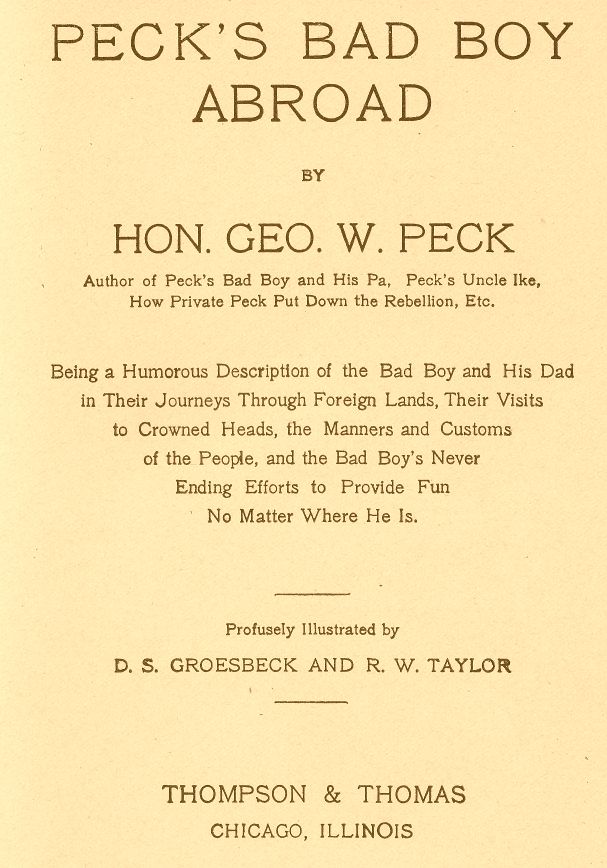 PECK'S BAD BOY
ABROAD
BY
HON. GEO. W. PECK
Author of Peck's Bad Boy and His Pa, Peck's Uncle Ike,
How Private Peck Put Down the Rebellion, Etc.
Being a Humorous Description of the Bad Boy and His Dad
in Their Journeys Through Foreign Lands, Their Visits
to Crowned Heads, the Manners and Customs
of the People, and the Bad Boy's Never
Ending Efforts to Provide Fun
No Matter Where He Is.
Profusely Illustrated by
D. S. GROESBECK AND R. W. TAYLOR
THOMPSON & THOMAS
CHICAGO, ILLINOIS